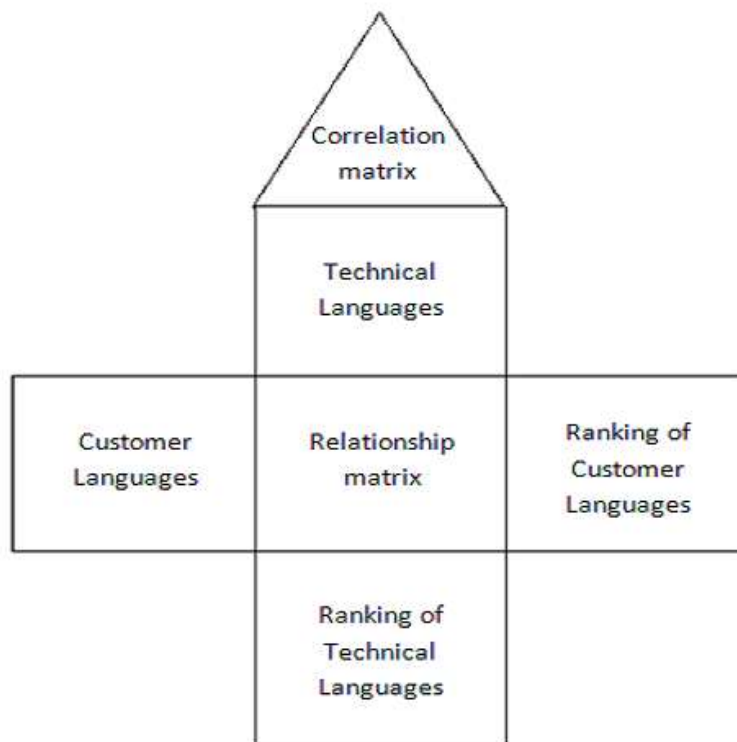 Correlation
matrix
Technical
Languages
Customer
Languages
Relationship
matrix
Ranking of
Customer
Languages
Ranking of
Technical
Languages